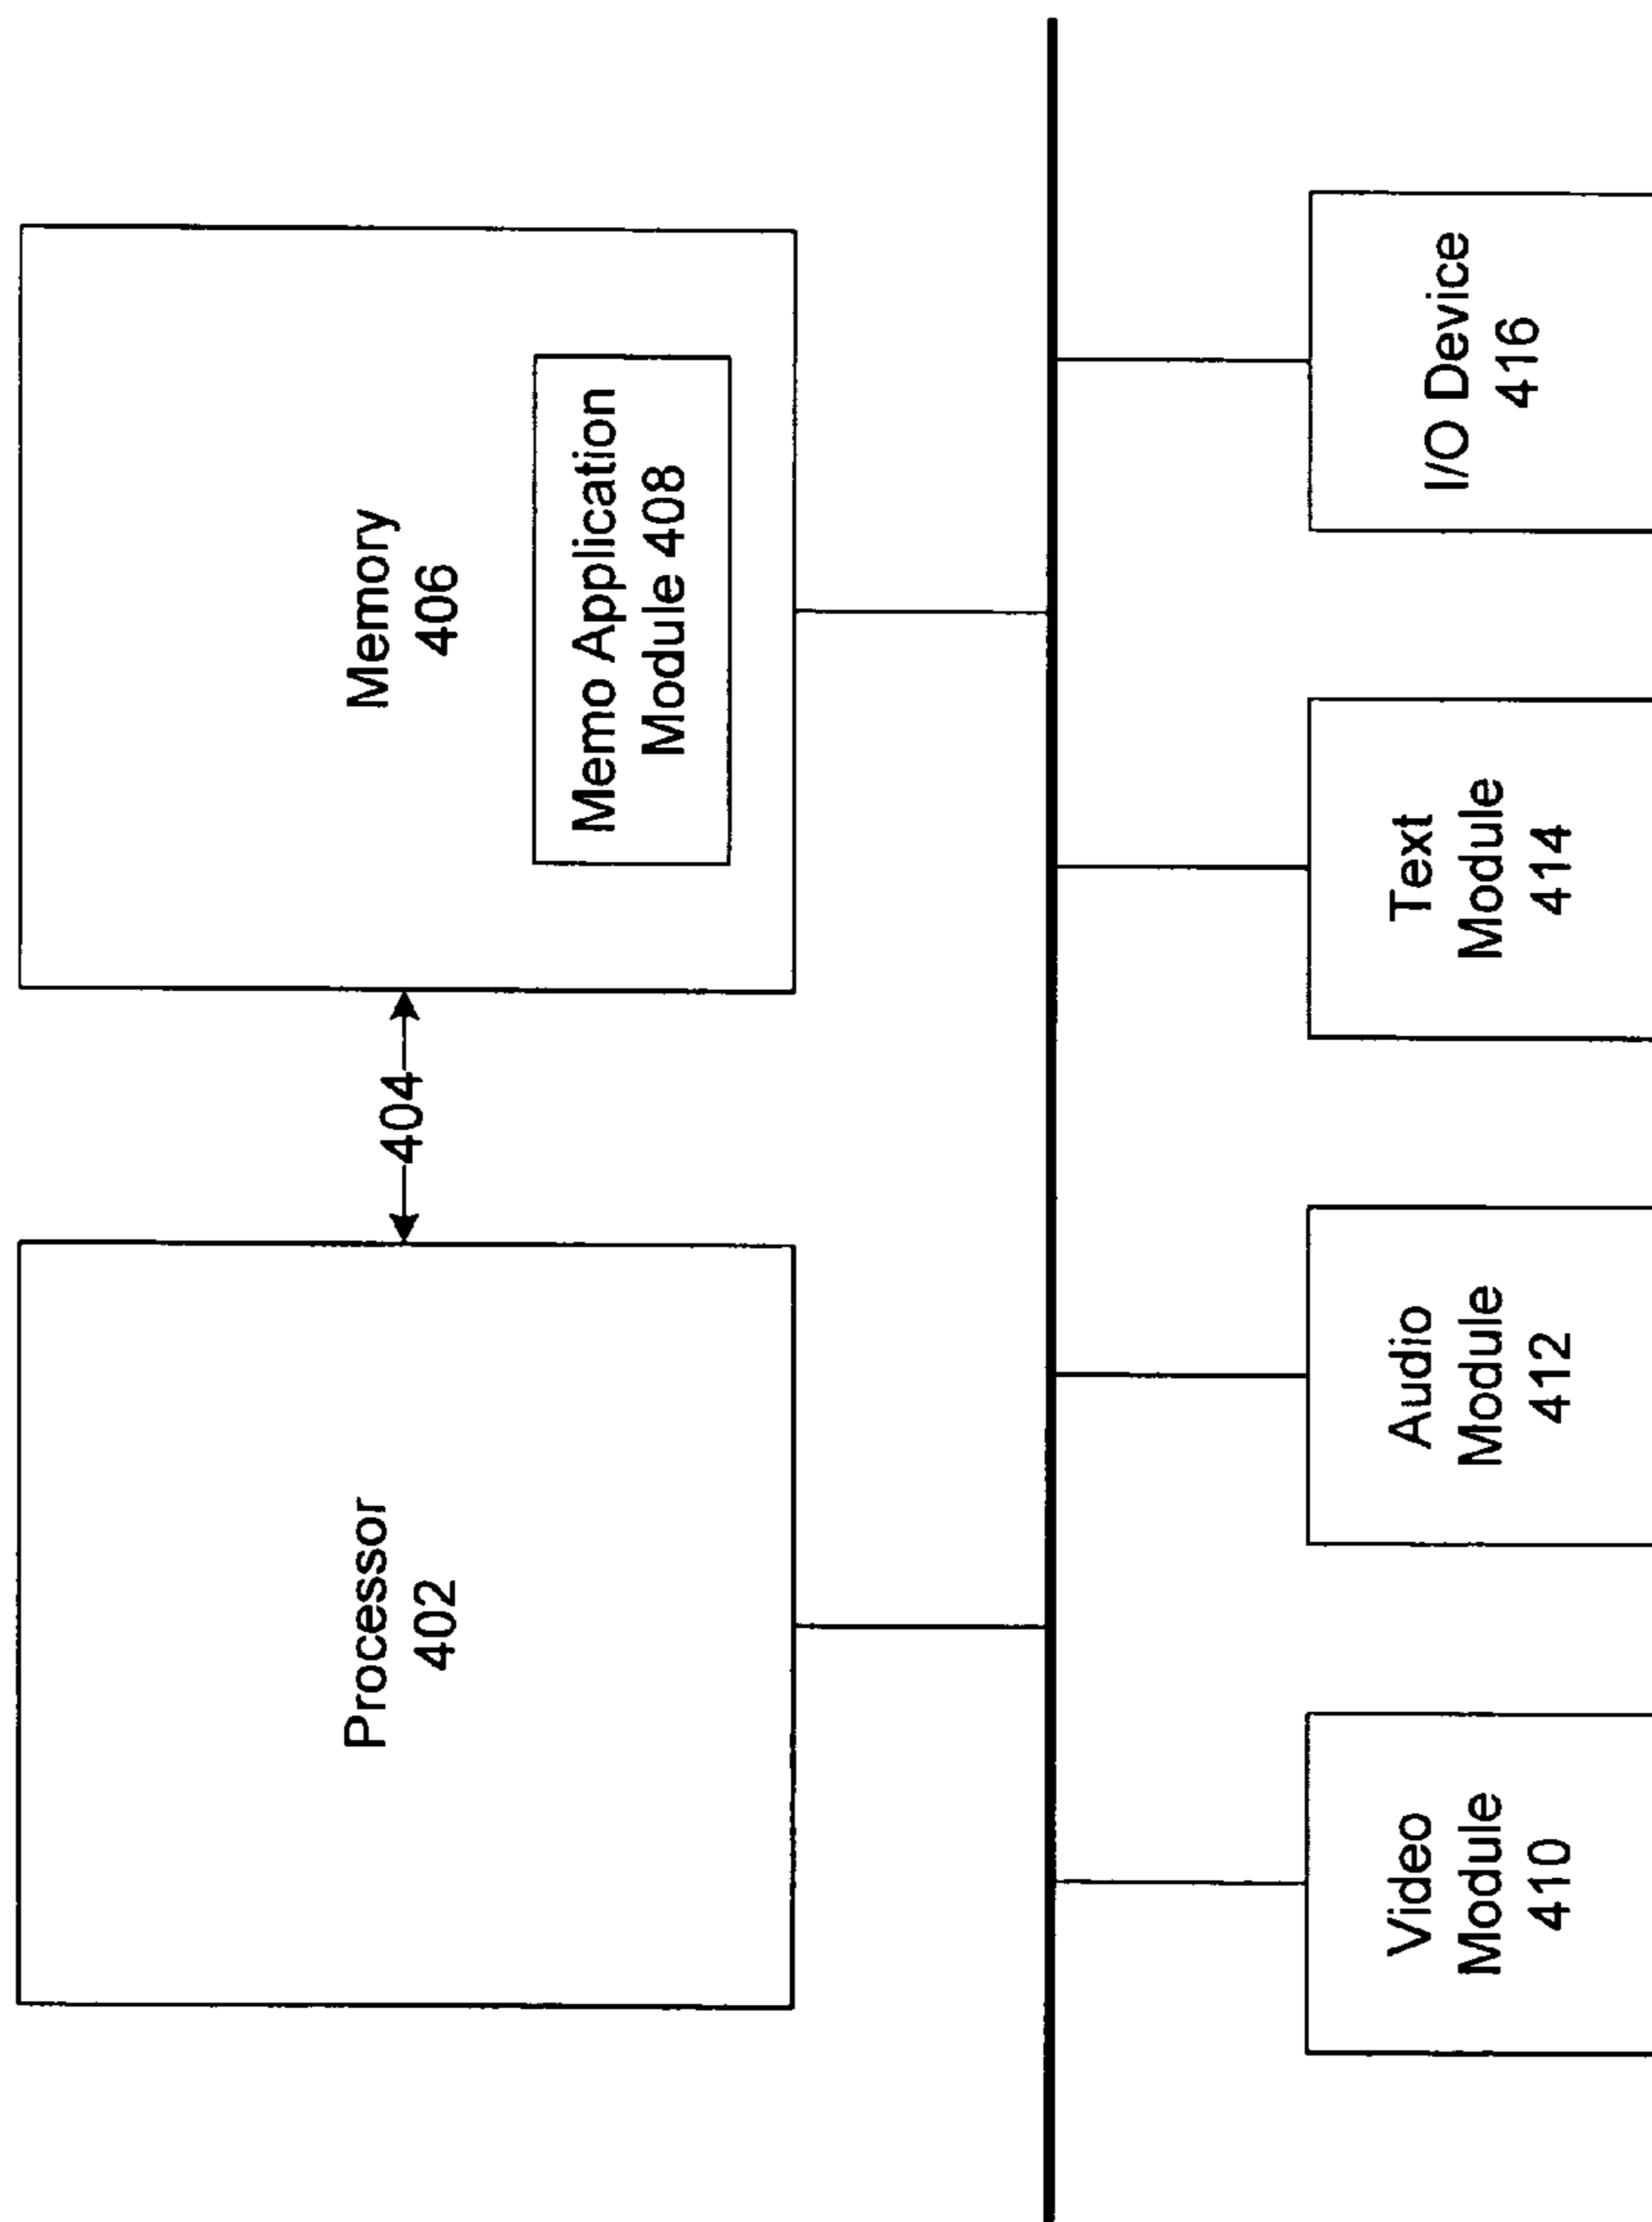 Processor
402
404
Memory
406
Memo Application
Module 408
Video
Module
410
Audio
Module
412
Text
Module
414
I/O Device
416